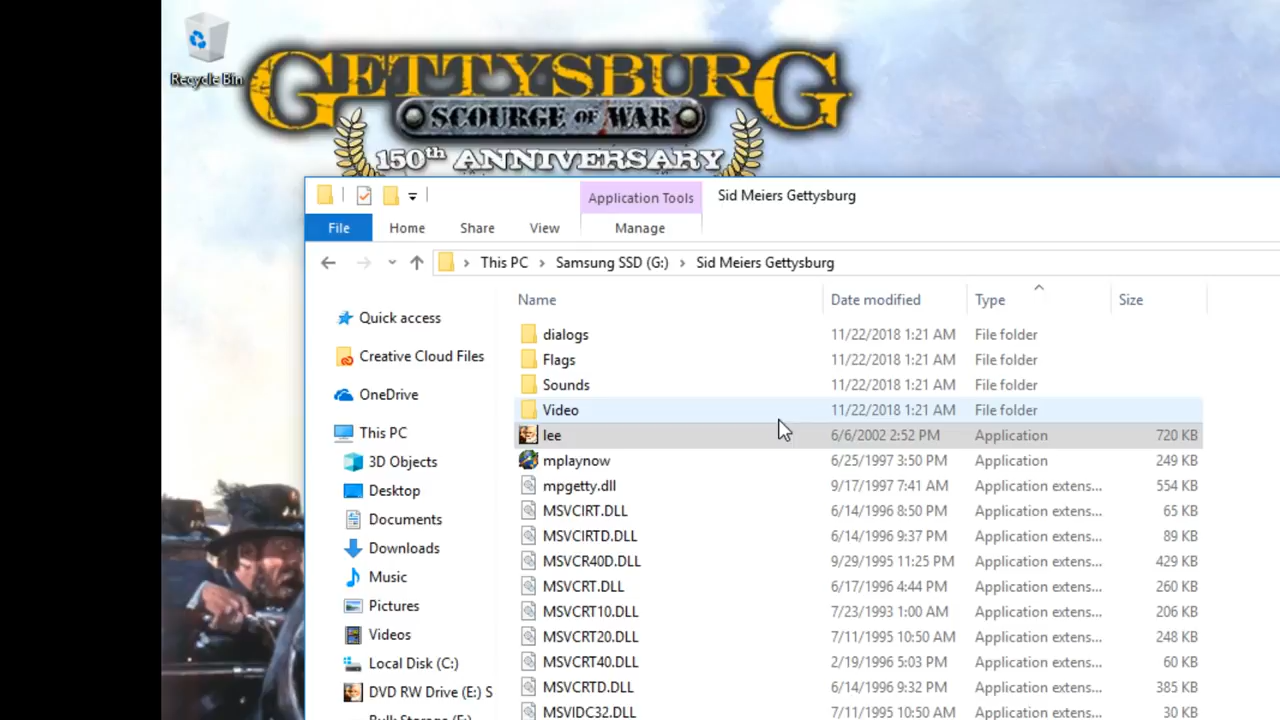 Recycle Bin
GETTYSBURG
SCOURGE OF WAR
150th ANNIVERSARY
Application Tools
Sid Meiers Gettysburg
File
Home
Share
View
Manage
This PC
Samsung SSD (G:)
Sid Meiers Gettysburg
Name Date modified Type Size
Quick access
Creative Cloud Files
OneDrive
This PC
3D Objects
Desktop
Documents
Downloads
Music
Pictures
Videos
Local Disk (C:)
DVD RW Drive (E:) S
dialogs 11/22/2018 1:21 AM File folder
Flags 11/22/2018 1:21 AM File folder
Sounds 11/22/2018 1:21 AM File folder
Video 11/22/2018 1:21 AM File folder
lee 6/6/2002 2:52 PM Application 720 KB
mplaynow 6/25/1997 3:50 PM Application 249 KB
mpgetty.dll 9/17/1997 7:41 AM Application extens... 554 KB
MSVCIRT.DLL 6/14/1996 8:50 PM Application extens... 65 KB
MSVCIRTD.DLL 6/14/1996 9:37 PM Application extens... 89 KB
MSVCR40D.DLL 9/29/1995 11:25 PM Application extens... 429 KB
MSVCRT.DLL 6/17/1996 4:44 PM Application extens... 260 KB
MSVCRT10.DLL 7/23/1993 1:00 AM Application extens... 206 KB
MSVCRT20.DLL 7/11/1995 10:50 AM Application extens... 248 KB
MSVCRT40.DLL 2/19/1996 5:03 PM Application extens... 60 KB
MSVCRTD.DLL 6/14/1996 9:32 PM Application extens... 385 KB
MSVIDC32.DLL 7/11/1995 10:50 AM Application extens... 30 KB